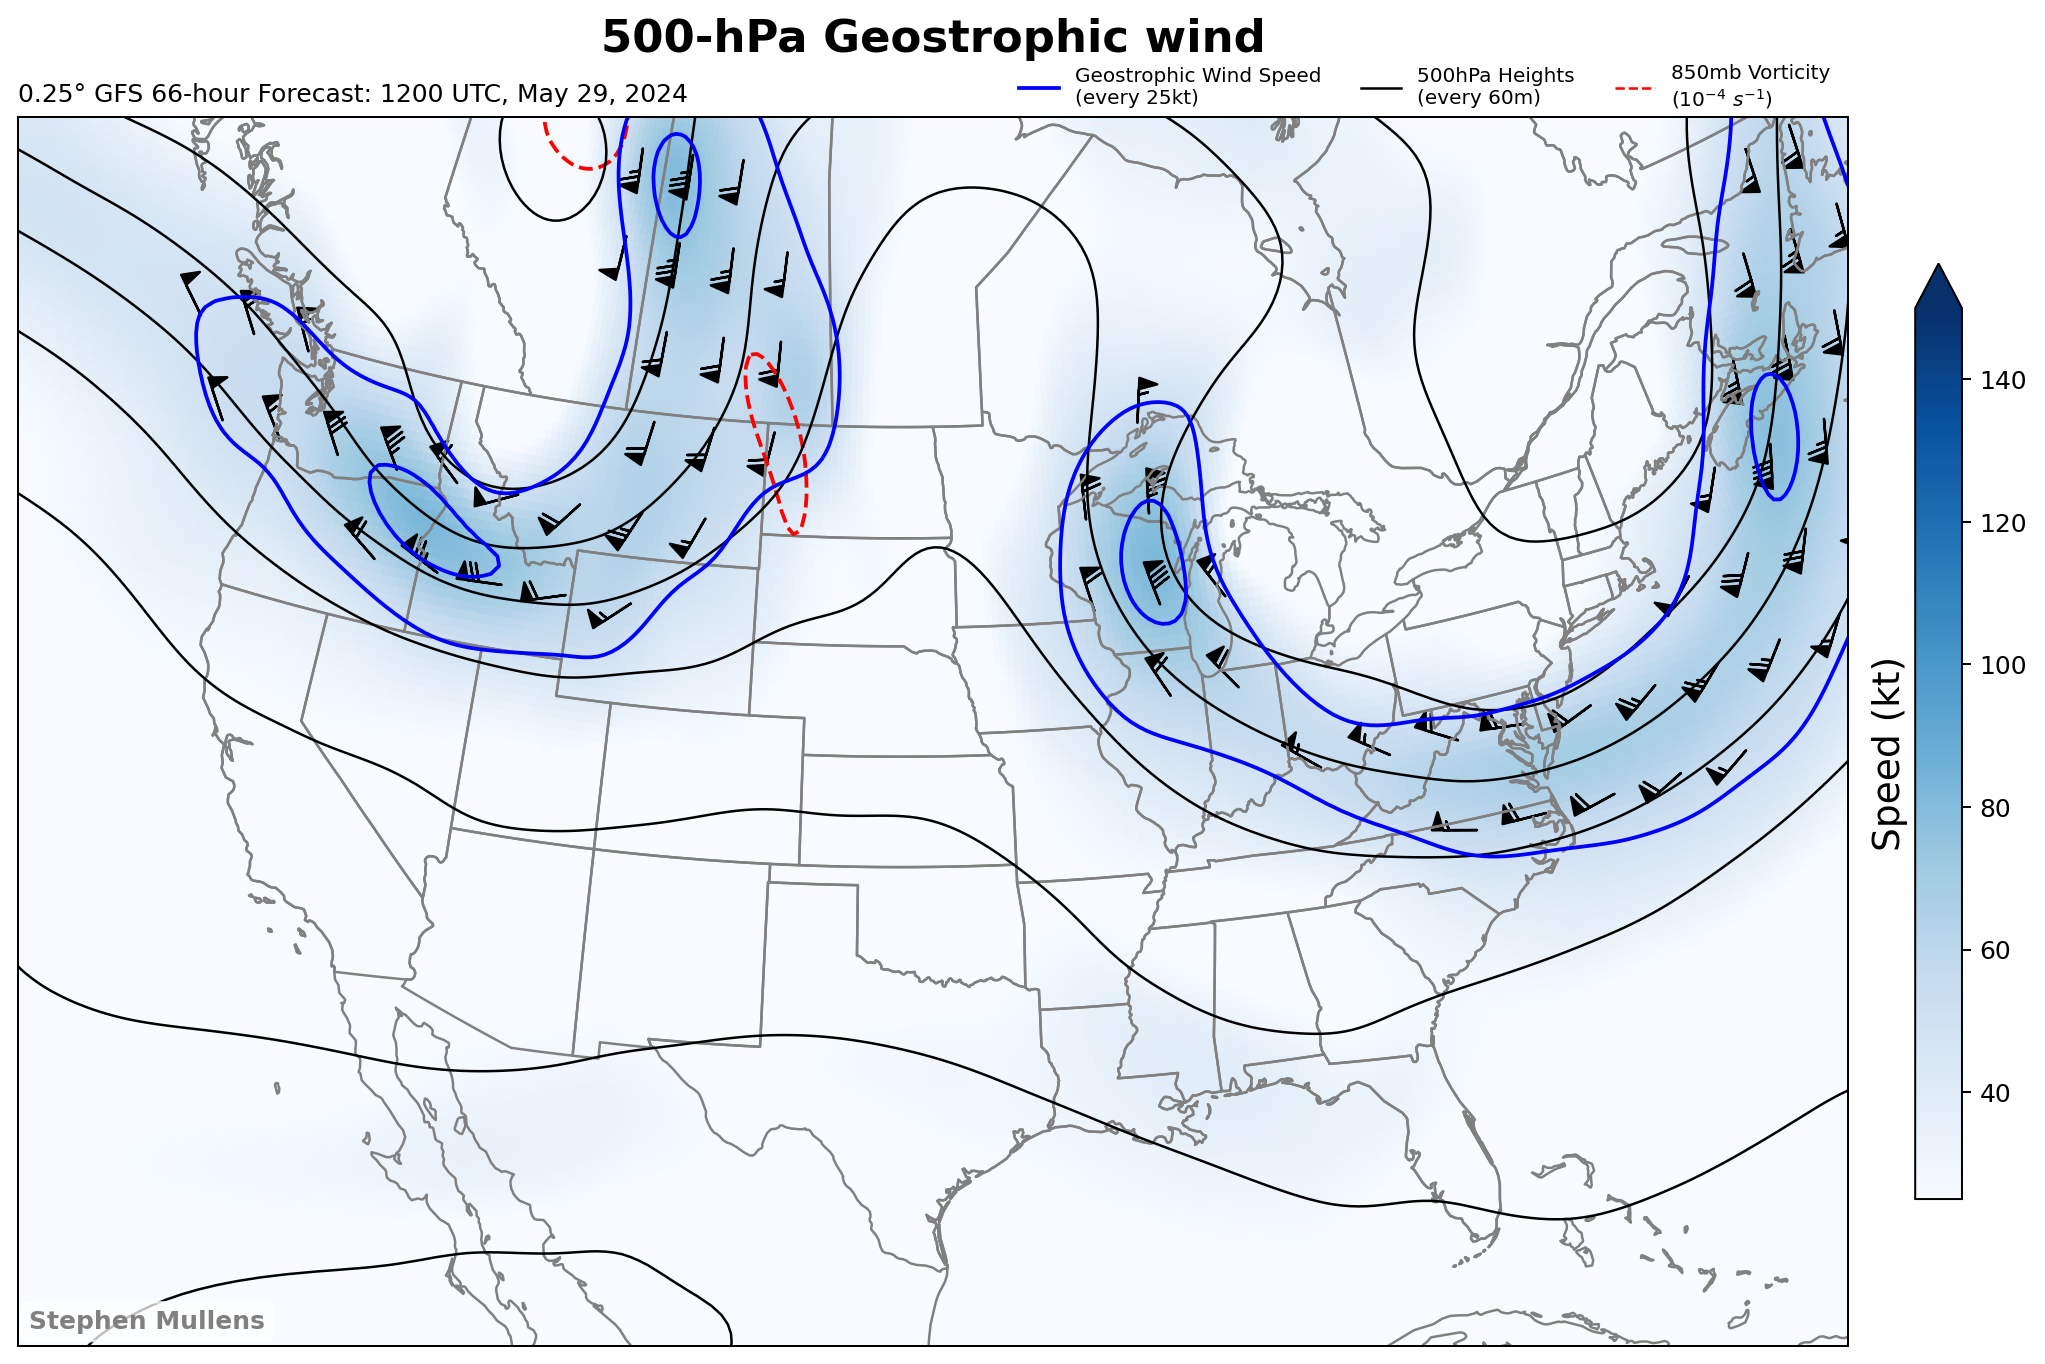 500-hPa Geostrophic wind
0.25° GFS 66-hour Forecast: 1200 UTC, May 29, 2024
Geostrophic Wind Speed
(every 25kt)
500hPa Heights
(every 60m)
850mb Vorticity
(10⁻⁴ s⁻¹)
140
120
100
80
60
40
Speed (kt)
Stephen Mullens